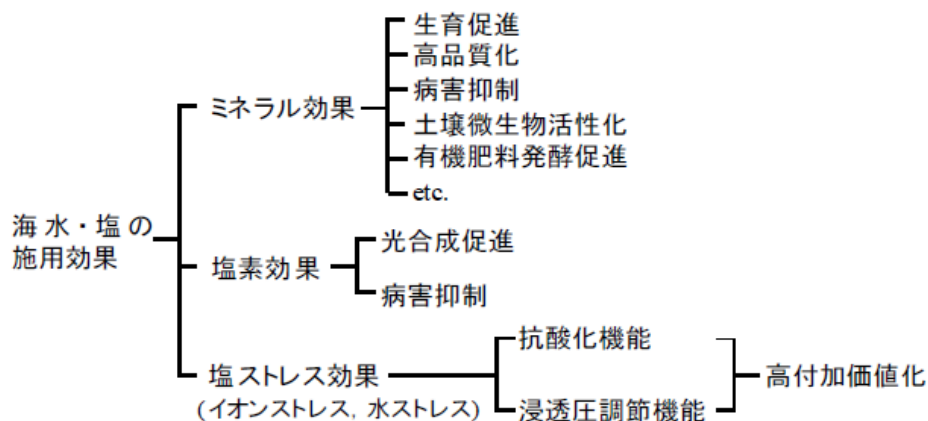 海水・塩の
施用効果
ミネラル効果
生育促進
高品質化
病害抑制
土壌微生物活性化
有機肥料発酵促進
etc.
塩素効果
光合成促進
病害抑制
塩ストレス効果
(イオンストレス, 水ストレス)
抗酸化機能
浸透圧調節機能
高付加価値化